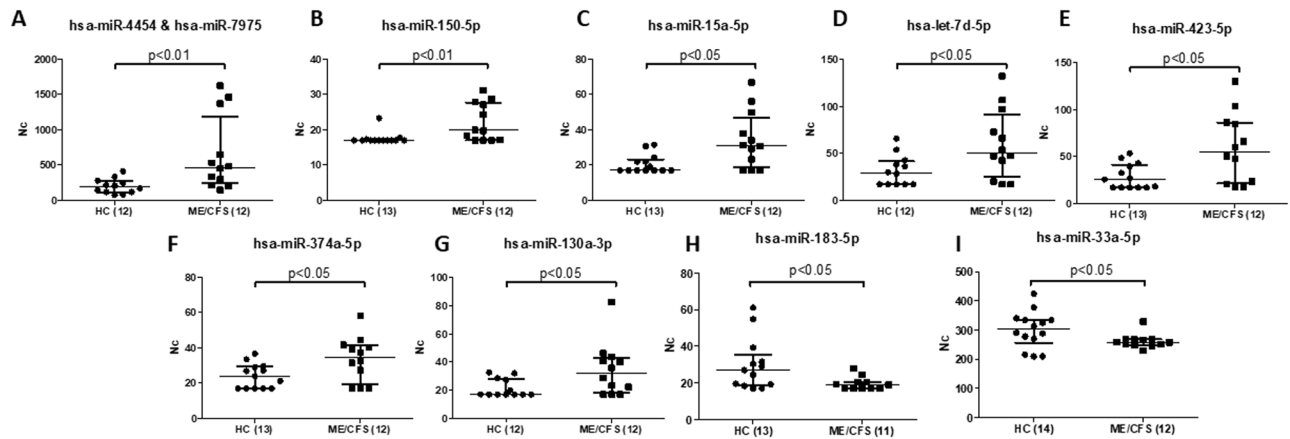 A
hsa-miR-4454 & hsa-miR-7975
p<0.01
2000
1500
1000
500
0
Nc
HC (12)
ME/CFS (12)
B
hsa-miR-150-5p
p<0.01
40
30
20
10
0
Nc
HC (13)
ME/CFS (12)
C
hsa-miR-15a-5p
p<0.05
80
60
40
20
0
Nc
HC (13)
ME/CFS (12)
D
hsa-let-7d-5p
p<0.05
150
100
50
0
Nc
HC (12)
ME/CFS (12)
E
hsa-miR-423-5p
p<0.05
150
100
50
0
Nc
HC (13)
ME/CFS (12)
F
hsa-miR-374a-5p
p<0.05
80
60
40
20
0
Nc
HC (13)
ME/CFS (12)
G
hsa-miR-130a-3p
p<0.05
100
80
60
40
20
0
Nc
HC (12)
ME/CFS (12)
H
hsa-miR-183-5p
p<0.05
80
60
40
20
0
Nc
HC (13)
ME/CFS (11)
I
hsa-miR-33a-5p
p<0.05
500
400
300
200
100
0
Nc
HC (14)
ME/CFS (12)